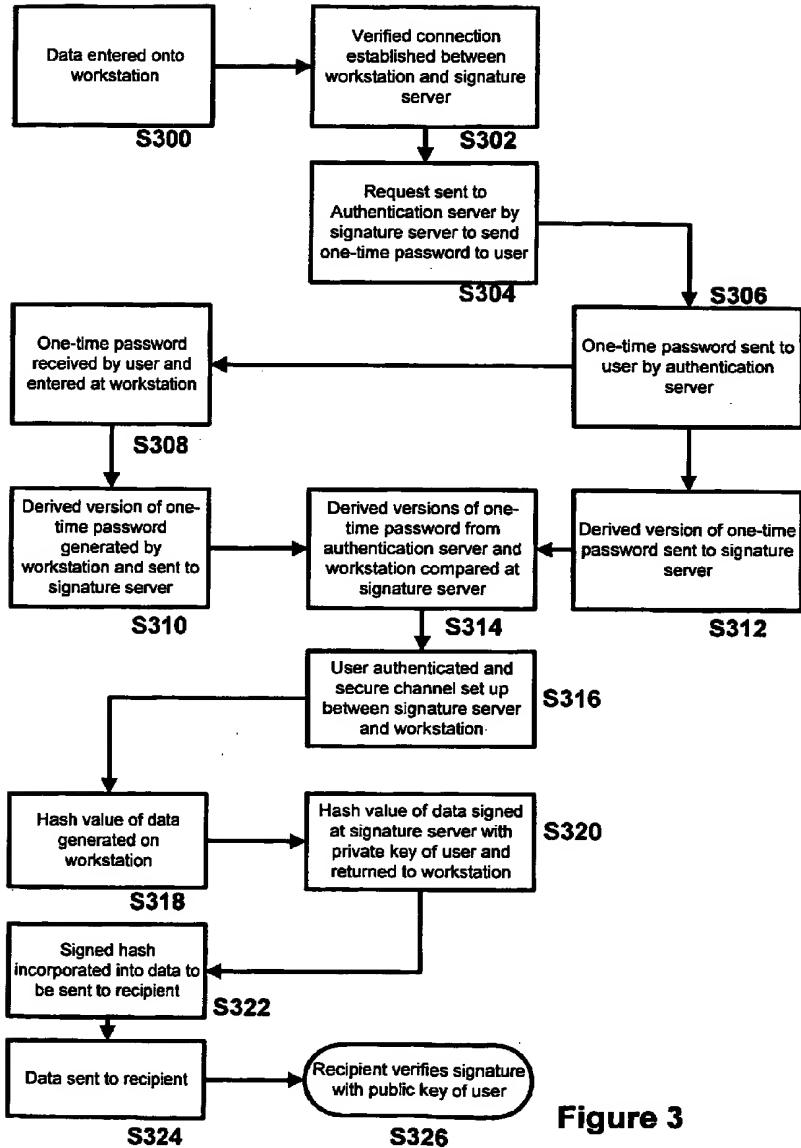 Data entered onto
workstation
S300
Verified connection
established between
workstation and signature
server
S302
Request sent to
Authentication server by
signature server to send
one-time password to user
S304
S306
One-time password sent to
user by authentication
server
One-time password
received by user and
entered at workstation
S308
Derived version of one-
time password
generated by
workstation and sent to
signature server
S310
Derived versions of one-
time password from
authentication server and
workstation compared at
signature server
S314
Derived version of one-time
password sent to signature
server
S312
User authenticated and
secure channel set up
between signature server
and workstation
S316
Hash value of data
generated on
workstation
S318
Hash value of data signed
at signature server with
private key of user and
returned to workstation
S320
Signed hash
incorporated into data to
be sent to recipient
S322
Data sent to recipient
S324
Recipient verifies signature
with public key of user
S326
Figure 3